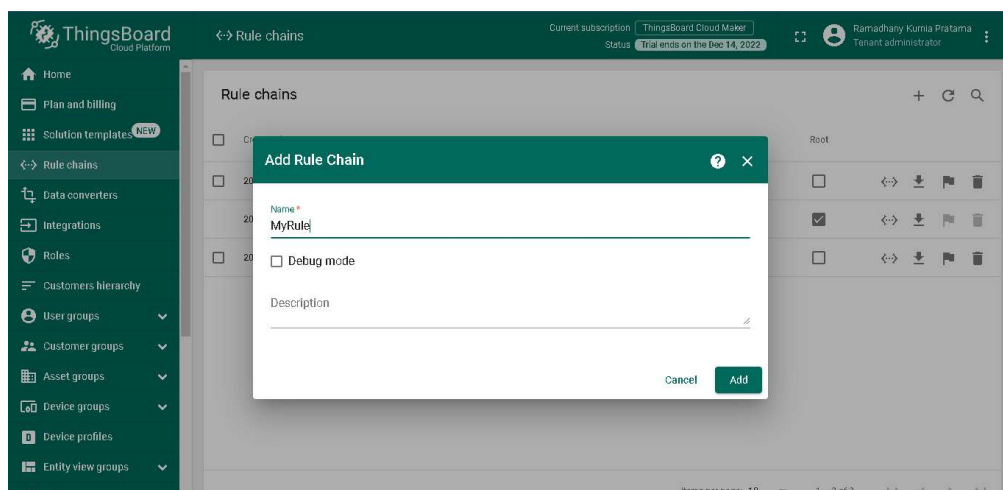 ThingsBoard
Cloud Platform
Rule chains
Current subscription ThingsBoard Cloud Maker
Status Trial ends on the Dec 14, 2022
Ramadhany Kurnia Pratama
Tenant administrator
Home
Plan and billing
Solution templates NEW
Rule chains
Data converters
Integrations
Roles
Customers hierarchy
User groups
Customer groups
Asset groups
Device groups
Device profiles
Entity view groups
Rule chains
Root
Add Rule Chain
Name *
MyRule
Debug mode
Description
Cancel Add